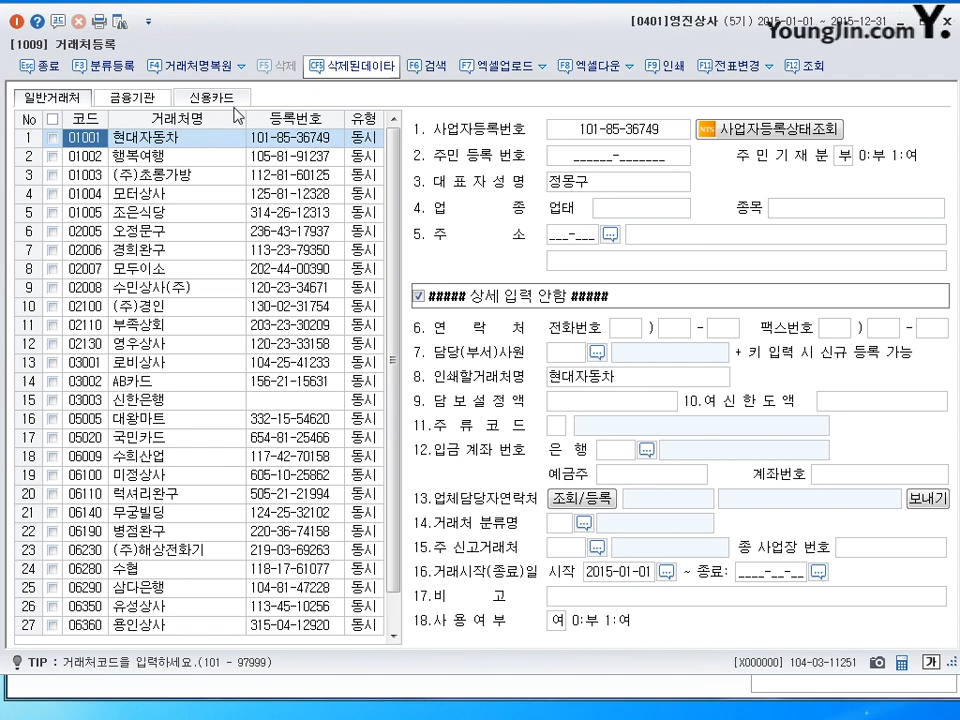 [0401]영진상사 (5기) 2015-01-01 ~ 2015-12-31
YoungJin.com Y.
[1009] 거래처등록
Esc 종료 F3 분류등록 F4 거래처명복원 F5 삭제 CF5 삭제된데이타 F6 검색 F7 엑셀업로드 F8 엑셀다운 F9 인쇄 F11 전표변경 F12 조회
일반거래처 금융기관 신용카드
No 코드 거래처명 등록번호 유형
1 01001 현대자동차 101-85-36749 동시
2 01002 행복여행 105-81-91237 동시
3 01003 (주)초롱가방 112-81-60125 동시
4 01004 모터상사 125-81-12328 동시
5 01005 조은식당 314-26-12313 동시
6 02005 오정문구 236-43-17937 동시
7 02006 경희완구 113-23-79350 동시
8 02007 모두이소 202-44-00390 동시
9 02008 수민상사(주) 120-23-34671 동시
10 02100 (주)경인 130-02-31754 동시
11 02110 부족상회 203-23-30209 동시
12 02130 영우상사 120-23-33158 동시
13 03001 로비상사 104-25-41233 동시
14 03002 AB카드 156-21-15631 동시
15 03003 신한은행 동시
16 05005 대왕마트 332-15-54620 동시
17 05020 국민카드 654-81-25466 동시
18 06009 수희산업 117-42-70158 동시
19 06100 미정상사 605-10-25862 동시
20 06110 럭셔리완구 505-21-21994 동시
21 06140 무궁빌딩 124-25-32102 동시
22 06190 병점완구 220-36-74158 동시
23 06230 (주)해상전화기 219-03-69263 동시
24 06280 수협 118-17-61077 동시
25 06290 삼다은행 104-81-47228 동시
26 06350 유성상사 113-45-10256 동시
27 06360 용인상사 315-04-12920 동시
1. 사업자등록번호 101-85-36749 NTS 사업자등록상태조회
2. 주민 등록 번호 ______-_______ 주 민 기 재 분 부 0:부 1:여
3. 대 표 자 성 명 정몽구
4. 업 종 업태 종목
5. 주 소 ___-___
##### 상세 입력 안함 #####
6. 연 락 처 전화번호 ) - 팩스번호 ) -
7. 담당(부서)사원 + 키 입력 시 신규 등록 가능
8. 인쇄할거래처명 현대자동차
9. 담 보 설 정 액 10.여 신 한 도 액
11.주 류 코 드
12.입금 계좌 번호 은 행
예금주 계좌번호
13.업체담당자연락처 조회/등록 보내기
14.거래처 분류명
15.주 신고거래처 종 사업장 번호
16.거래시작(종료)일 시작 2015-01-01 ~ 종료: ____-__-__
17.비 고
18.사 용 여 부 여 0:부 1:여
TIP : 거래처코드을 입력하세요.(101 - 97999) [X000000] 104-03-11251 가